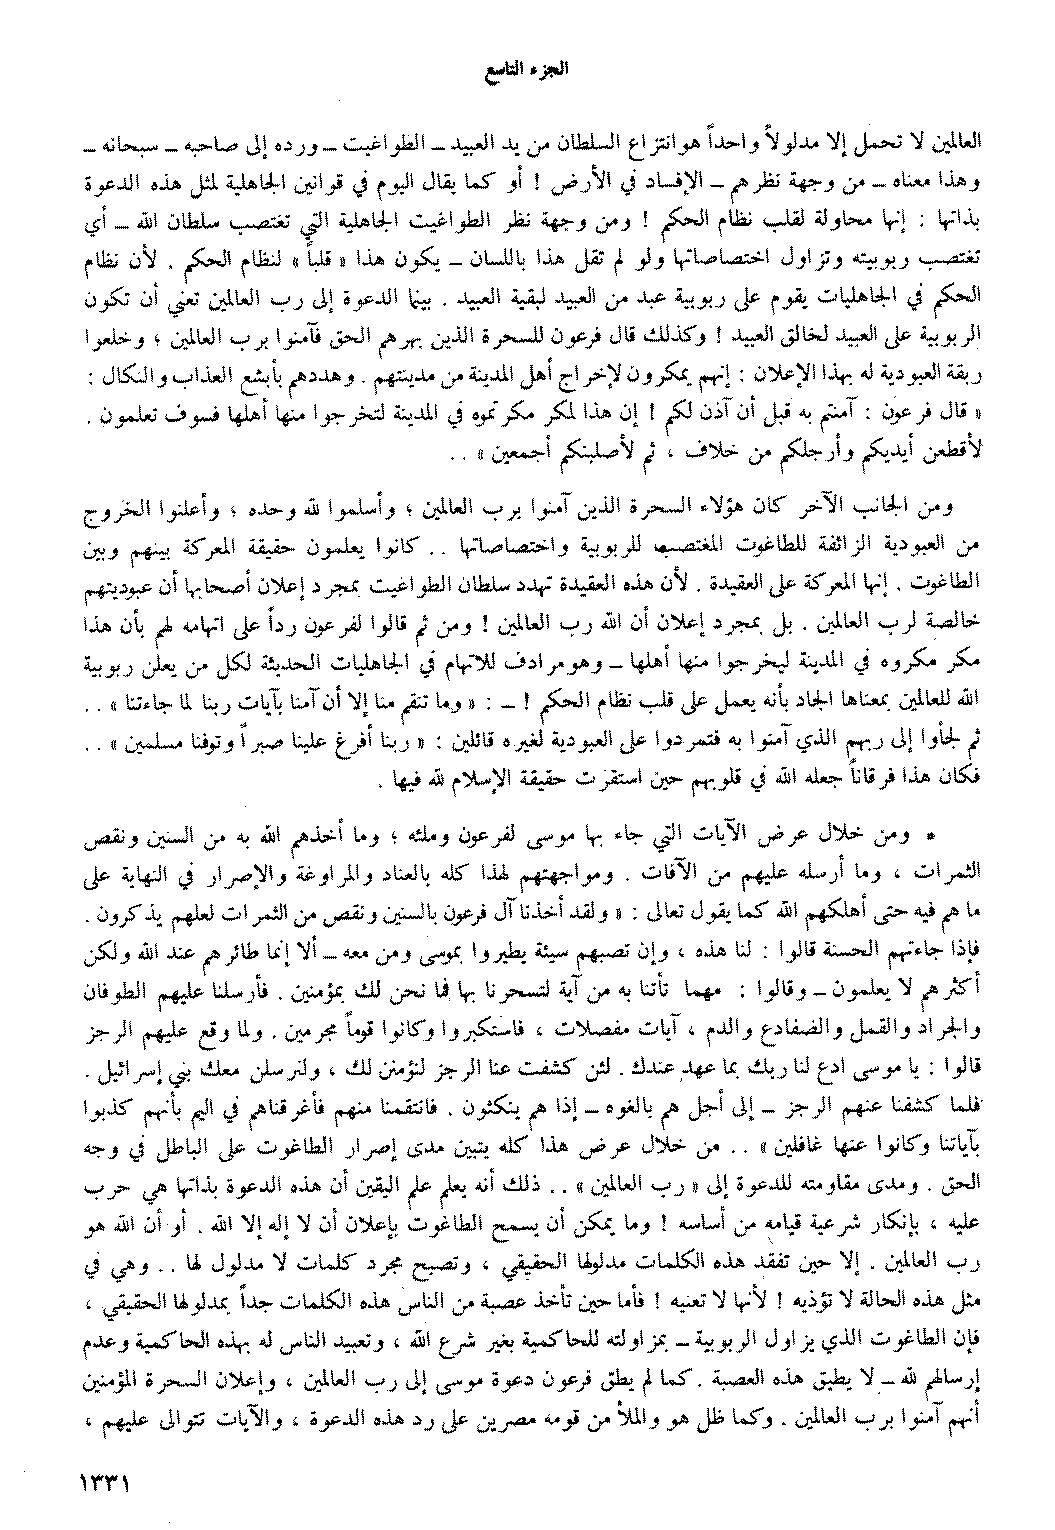 الجزء التاسع
العالمين لا تحمل إلا مدلولاً واحداً هو انتزاع السلطان من يد العبيد – الطواغيت – ورده إلى صاحبه – سبحانه –
وهذا معناه – من وجهة نظرهم – الإفساد في الأرض ! أو كما يقال اليوم في قوانين الجاهلية لمثل هذه الدعوة
بذاتها : إنها محاولة لقلب نظام الحكم ! ومن وجهة نظر الطواغيت الجاهلية التي تغتصب سلطان الله – أي
تغتصب ربوبيته وتزاول اختصاصاتها ولو لم تقل هذا باللسان – يكون هذا « قلباً » لنظام الحكم . لأن نظام
الحكم في الجاهليات يقوم على ربوبية عبد من العبيد لبقية العبيد . بينما الدعوة إلى رب العالمين تعني أن تكون
الربوبية على العبيد لخالق العبيد ! وكذلك قال فرعون للسحرة الذين بهرهم الحق فآمنوا برب العالمين ؛ وخلعوا
ربقة العبودية له بهذا الإعلان : إنهم يمكرون لإخراج أهل المدينة من مدينتهم . وهددهم بأبشع العذاب والنكال :
« قال فرعون : آمنتم به قبل أن آذن لكم ! إن هذا لمكر مكرتموه في المدينة لتخرجوا منها أهلها فسوف تعلمون .
لأقطعن أيديكم وأرجلكم من خلاف ، ثم لأصلبنكم أجمعين » ..
ومن الجانب الآخر كان هؤلاء السحرة الذين آمنوا برب العالمين ؛ وأسلموا لله وحده ؛ وأعلنوا الخروج
من العبودية الزائفة للطاغوت المغتصب للربوبية واختصاصاتها .. كانوا يعلمون حقيقة المعركة بينهم وبين
الطاغوت . إنها المعركة على العقيدة . لأن هذه العقيدة تهدد سلطان الطواغيت بمجرد إعلان أصحابها أن عبوديتهم
خالصة لرب العالمين . بل بمجرد إعلان أن الله رب العالمين ! ومن ثم قالوا لفرعون رداً على اتهامه لهم بأن هذا
مكر مكروه في المدينة ليخرجوا منها أهلها – وهو مرادف للاتهام في الجاهليات الحديثة لكل من يعلن ربوبية
الله للعالمين بمعناها الجاد بأنه يعمل على قلب نظام الحكم ! – : « وما تنقم منا إلا أن آمنا بآيات ربنا لما جاءتنا » ..
ثم لجأوا إلى ربهم الذي آمنوا به فتمردوا على العبودية لغيره قائلين : « ربنا أفرغ علينا صبراً وتوفنا مسلمين » ..
فكان هذا فرقاناً جعله الله في قلوبهم حين استقرت حقيقة الإسلام لله فيها .
* ومن خلال عرض الآيات التي جاء بها موسى لفرعون وملئه ؛ وما أخذهم الله به من السنين ونقص
الثمرات ، وما أرسله عليهم من الآفات . ومواجهتهم لهذا كله بالعناد والمراوغة والإصرار في النهاية على
ما هم فيه حتى أهلكهم الله كما يقول تعالى : « ولقد أخذنا آل فرعون بالسنين ونقص من الثمرات لعلهم يذكرون .
فإذا جاءتهم الحسنة قالوا : لنا هذه ، وإن تصبهم سيئة يطيروا بموسى ومن معه – ألا إنما طائرهم عند الله ولكن
أكثرهم لا يعلمون – وقالوا : مهما تأتنا به من آية لتسحرنا بها فما نحن لك بمؤمنين . فأرسلنا عليهم الطوفان
والجراد والقمل والضفادع والدم ، آيات مفصلات ، فاستكبروا وكانوا قوماً مجرمين . ولما وقع عليهم الرجز
قالوا : يا موسى ادع لنا ربك بما عهد عندك . لئن كشفت عنا الرجز لنؤمنن لك ، ولنرسلن معك بني إسرائيل .
فلما كشفنا عنهم الرجز – إلى أجل هم بالغوه – إذا هم ينكثون . فانتقمنا منهم فأغرقناهم في اليم بأنهم كذبوا
بآياتنا وكانوا عنها غافلين » .. من خلال عرض هذا كله يتبين مدى إصرار الطاغوت على الباطل في وجه
الحق . ومدى مقاومته للدعوة إلى « رب العالمين » .. ذلك أنه يعلم علم اليقين أن هذه الدعوة بذاتها هي حرب
عليه ، بإنكار شرعية قيامه من أساسه ! وما يمكن أن يسمح الطاغوت بإعلان أن لا إله إلا الله . أو أن الله هو
رب العالمين . إلا حين تفقد هذه الكلمات مدلولها الحقيقي ، وتصبح مجرد كلمات لا مدلول لها .. وهي في
مثل هذه الحالة لا تؤذيه ! لأنها لا تعنيه ! فأما حين تأخذ عصبة من الناس هذه الكلمات جداً بمدلولها الحقيقي ،
فإن الطاغوت الذي يزاول الربوبية – بمزاولته للحاكمية بغير شرع الله ، وتعبيد الناس له بهذه الحاكمية وعدم
إرسالهم لله – لا يطيق هذه العصبة . كما لم يطق فرعون دعوة موسى إلى رب العالمين ، وإعلان السحرة المؤمنين
أنهم آمنوا برب العالمين . وكما ظل هو والملأ من قومه مصرين على رد هذه الدعوة ، والآيات تتوالى عليهم ،
١٣٣١